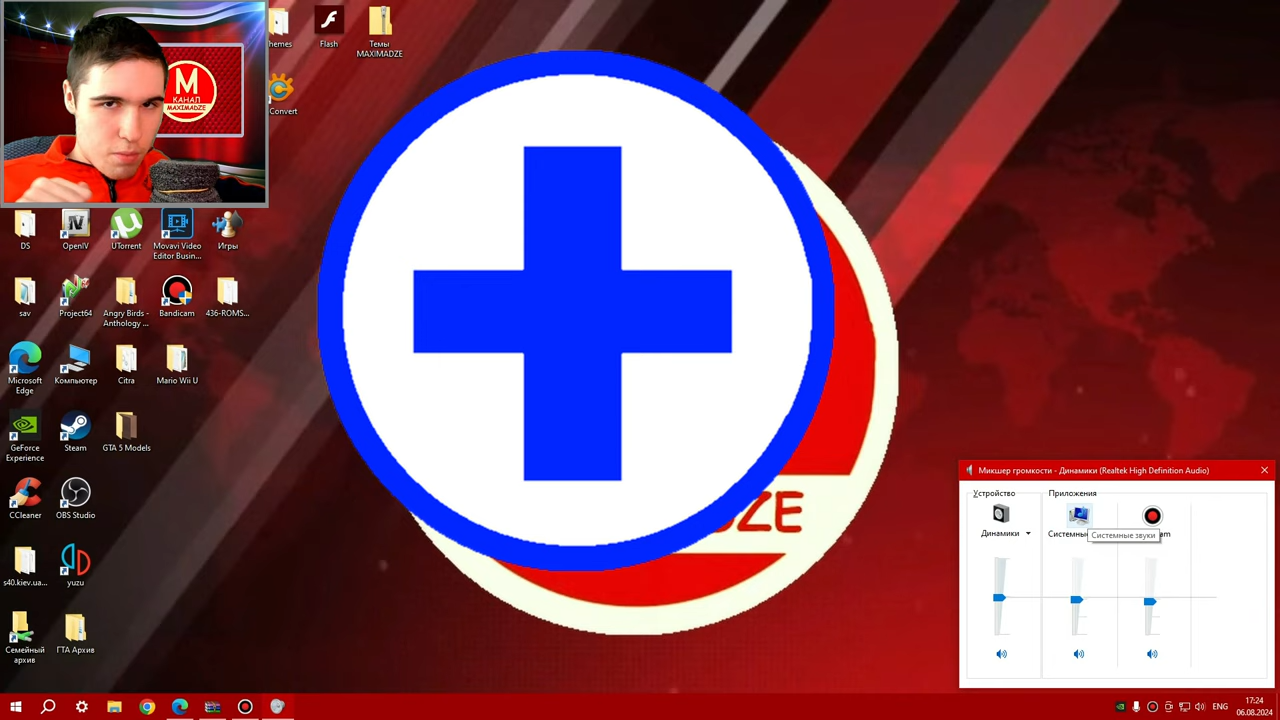 M
КАНАЛ
MAXIMADZE
Flash
Темы
MAXIMADZE
Convert
DS
OpenIV
UTorrent
Movavi Video
Editor Busin...
Игры
sav
Project64
Angry Birds -
Anthology ...
Bandicam
436-ROMS...
Microsoft
Edge
Компьютер
Citra
Mario Wii U
GeForce
Experience
Steam
GTA 5 Models
CCleaner
OBS Studio
s40.kiev.ua...
yuzu
Семейный
архив
ГТА Архив
Микшер громкости - Динамики (Realtek High Definition Audio)
Устройство
Приложения
Динамики
Системные звуки
ENG
17:24
06.08.2024